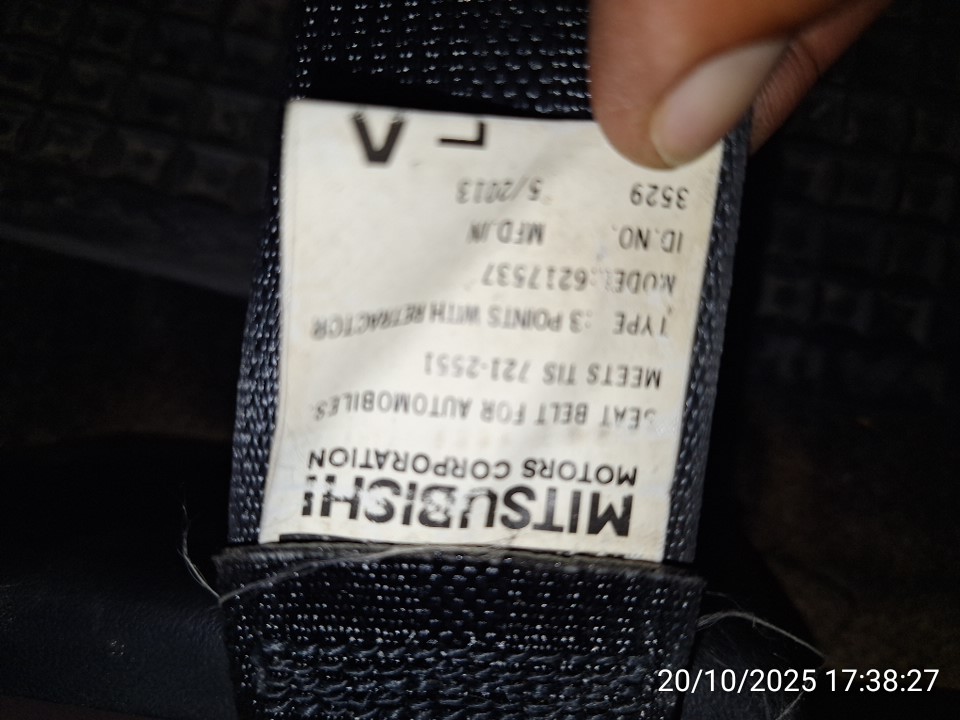 MITSUBISHI
MOTORS CORPORATION
SEAT BELT FOR AUTOMOBILES.
MEETS TIS 721-2551
TYPE :3 POINTS WITH RETRACTOR
MODEL:6217537
ID.NO. MFD.IN
3529 5/2013
20/10/2025 17:38:27